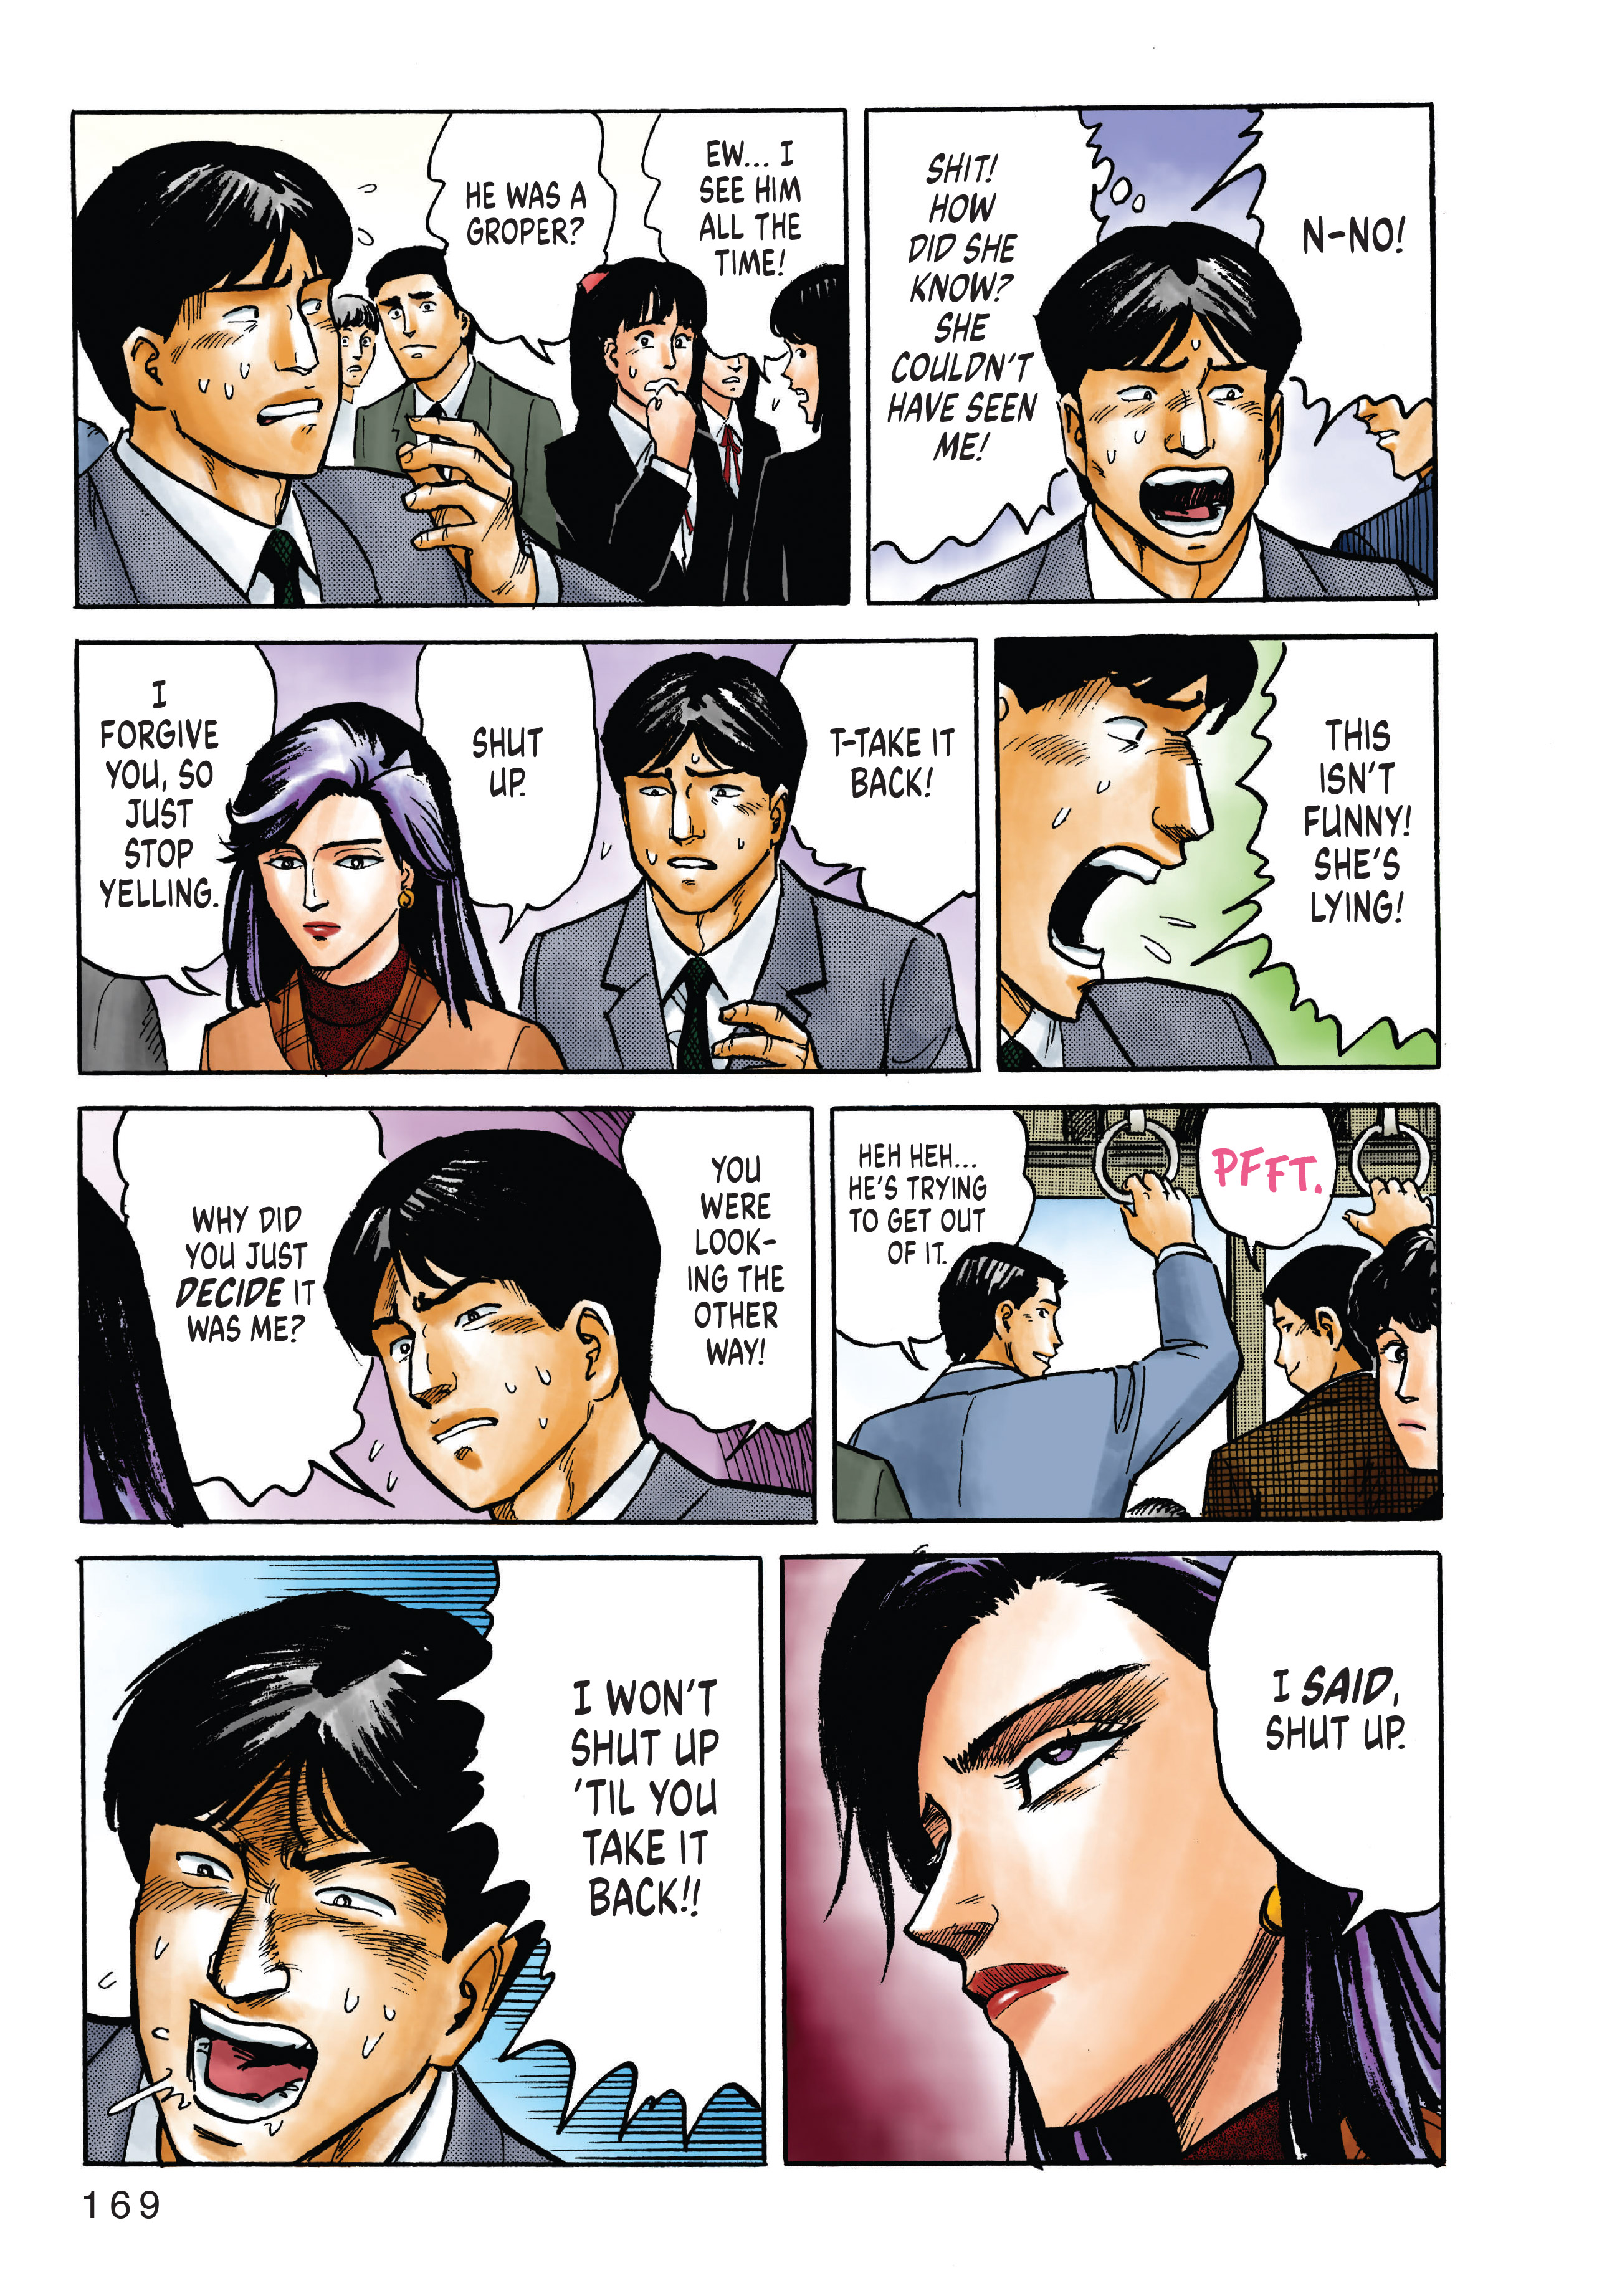 N-NO!
SHIT!
HOW
DID SHE
KNOW?
SHE
COULDN'T
HAVE SEEN
ME!
EW... I
SEE HIM
ALL THE
TIME!
HE WAS A
GROPER?
THIS
ISN'T
FUNNY!
SHE'S
LYING!
T-TAKE IT
BACK!
SHUT
UP.
I
FORGIVE
YOU, SO
JUST
STOP
YELLING.
PFFT.
HEH HEH...
HE'S TRYING
TO GET OUT
OF IT.
YOU
WERE
LOOK-
ING THE
OTHER
WAY!
WHY DID
YOU JUST
DECIDE IT
WAS ME?
I SAID,
SHUT UP.
I WON'T
SHUT UP
'TIL YOU
TAKE IT
BACK!!
169